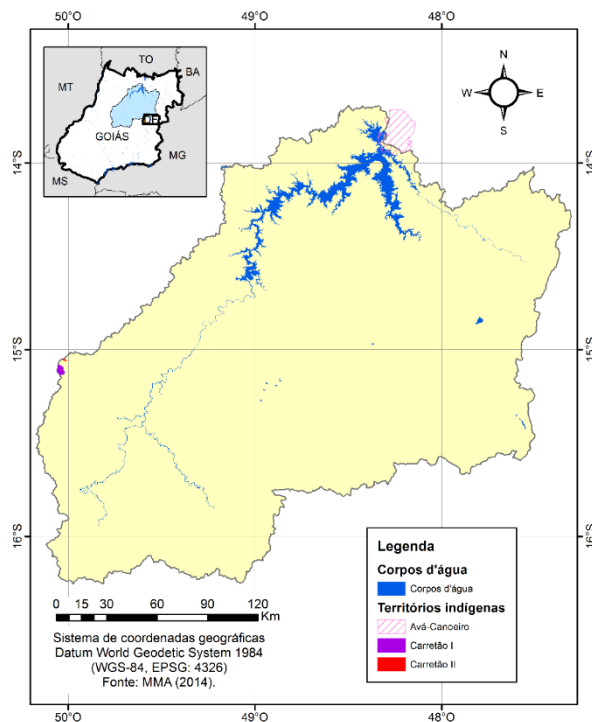 50°O 49°O 48°O
TO
BA
MT
GOIÁS
DF
MG
MS
N
W E
S
14°S 14°S
15°S 15°S
16°S 16°S
0 15 30 60 90 120
Km
Sistema de coordenadas geográficas
Datum World Geodetic System 1984
(WGS-84, EPSG: 4326)
Fonte: MMA (2014).
Legenda
Corpos d'água
Corpos d'água
Territórios indígenas
Avá-Canoeiro
Carretão I
Carretão II
50°O 49°O 48°O